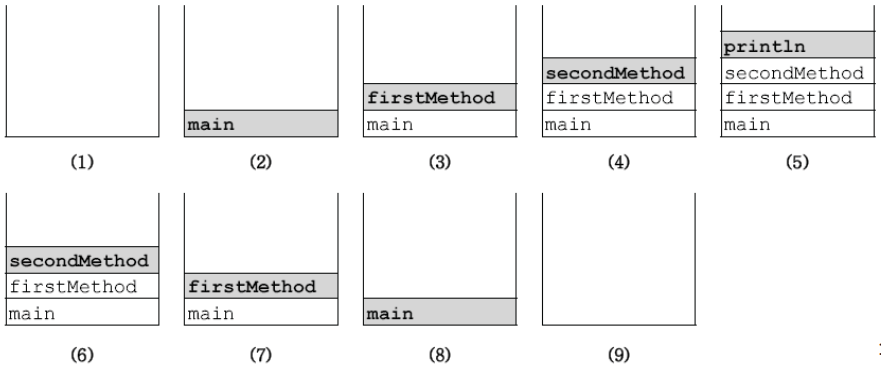 println
secondMethod secondMethod
firstMethod firstMethod firstMethod
main main main main
(1) (2) (3) (4) (5)
secondMethod
firstMethod firstMethod
main main main
(6) (7) (8) (9)